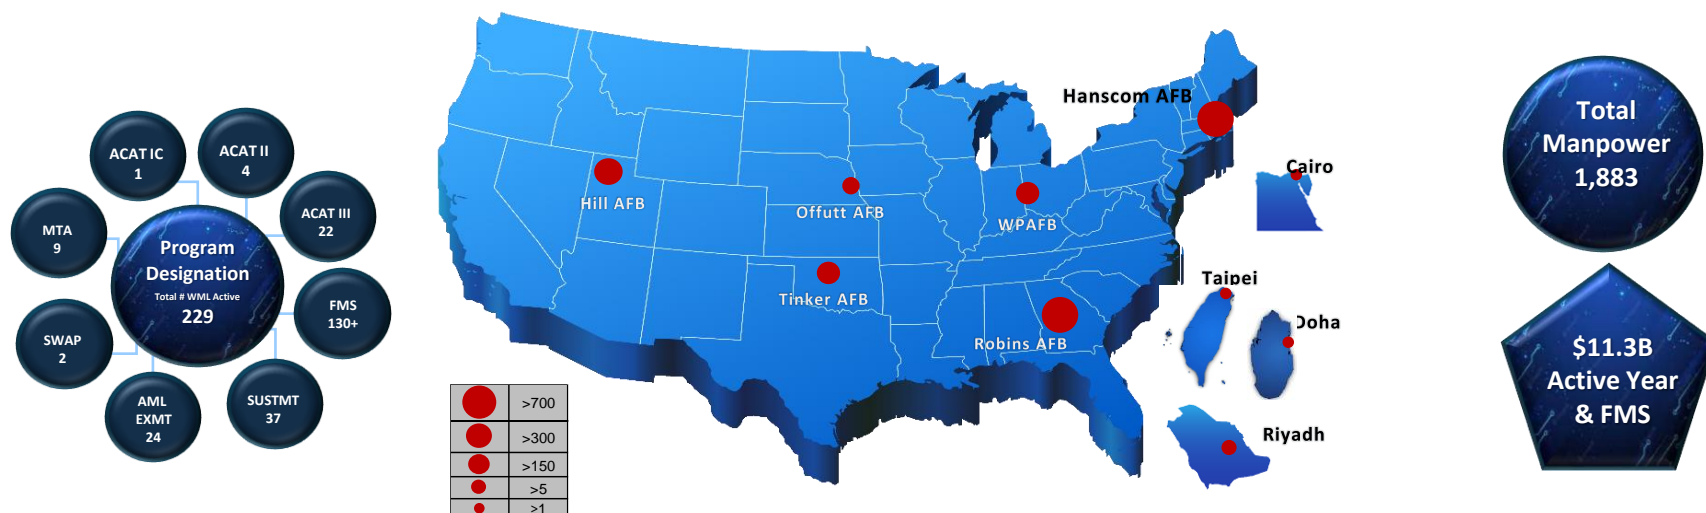 ACAT IC
1
ACAT II
4
ACAT III
22
MTA
9
Program
Designation
Total # WML Active
229
FMS
130+
SWAP
2
AML
EXMT
24
SUSTMT
37
Hanscom AFB
Hill AFB
Offutt AFB
WPAFB
Tinker AFB
Robins AFB
Cairo
Taipei
Doha
Riyadh
>700
>300
>150
>5
>1
Total
Manpower
1,883
$11.3B
Active Year
& FMS